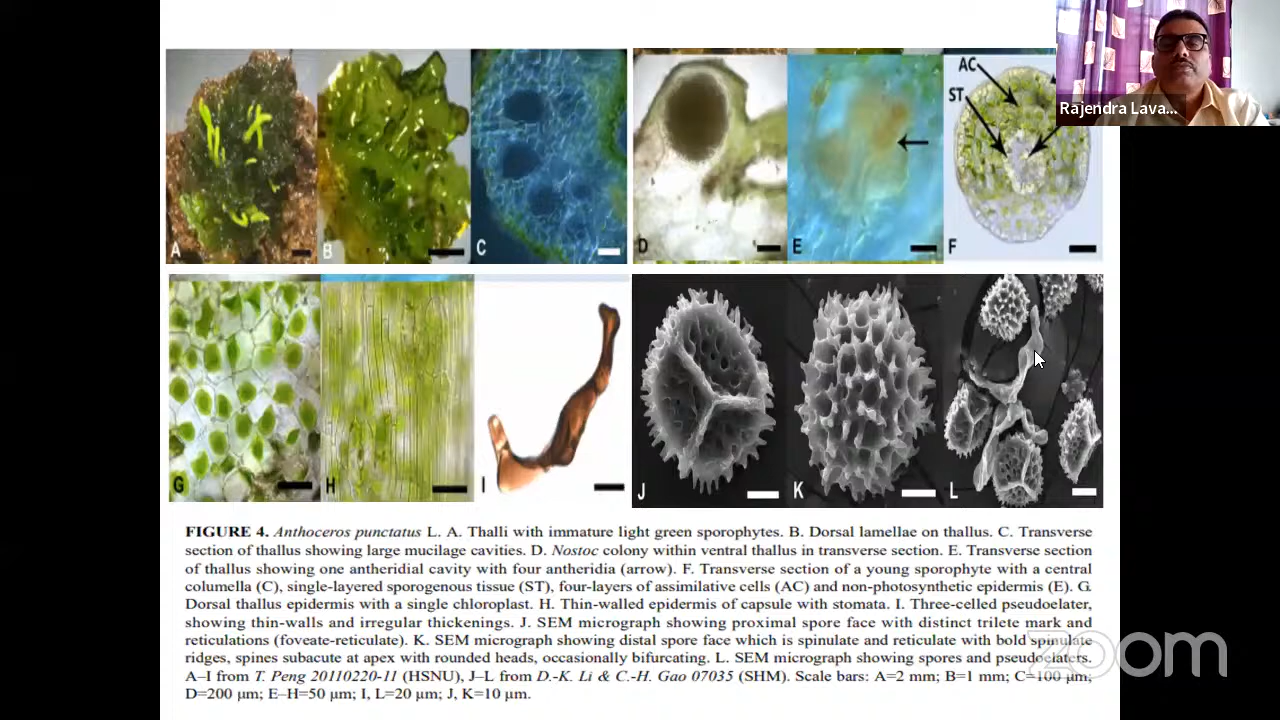 Rajendra Lava...
AC
ST
A
B
C
D
E
F
G
H
I
J
K
L
FIGURE 4. Anthoceros punctatus L. A. Thalli with immature light green sporophytes. B. Dorsal lamellae on thallus. C. Transverse
section of thallus showing large mucilage cavities. D. Nostoc colony within ventral thallus in transverse section. E. Transverse section
of thallus showing one antheridial cavity with four antheridia (arrow). F. Transverse section of a young sporophyte with a central
columella (C), single-layered sporogenous tissue (ST), four-layers of assimilative cells (AC) and non-photosynthetic epidermis (E). G.
Dorsal thallus epidermis with a single chloroplast. H. Thin-walled epidermis of capsule with stomata. I. Three-celled pseudoelater,
showing thin-walls and irregular thickenings. J. SEM micrograph showing proximal spore face with distinct trilete mark and
reticulations (foveate-reticulate). K. SEM micrograph showing distal spore face which is spinulate and reticulate with bold spinulate
ridges, spines subacute at apex with rounded heads, occasionally bifurcating. L. SEM micrograph showing spores and pseudoelaters.
A–I from T. Peng 20110220-11 (HSNU), J–L from D.-K. Li & C.-H. Gao 07035 (SHM). Scale bars: A=2 mm; B=1 mm; C=100 μm,
D=200 μm; E–H=50 μm; I, L=20 μm; J, K=10 μm.
zoom